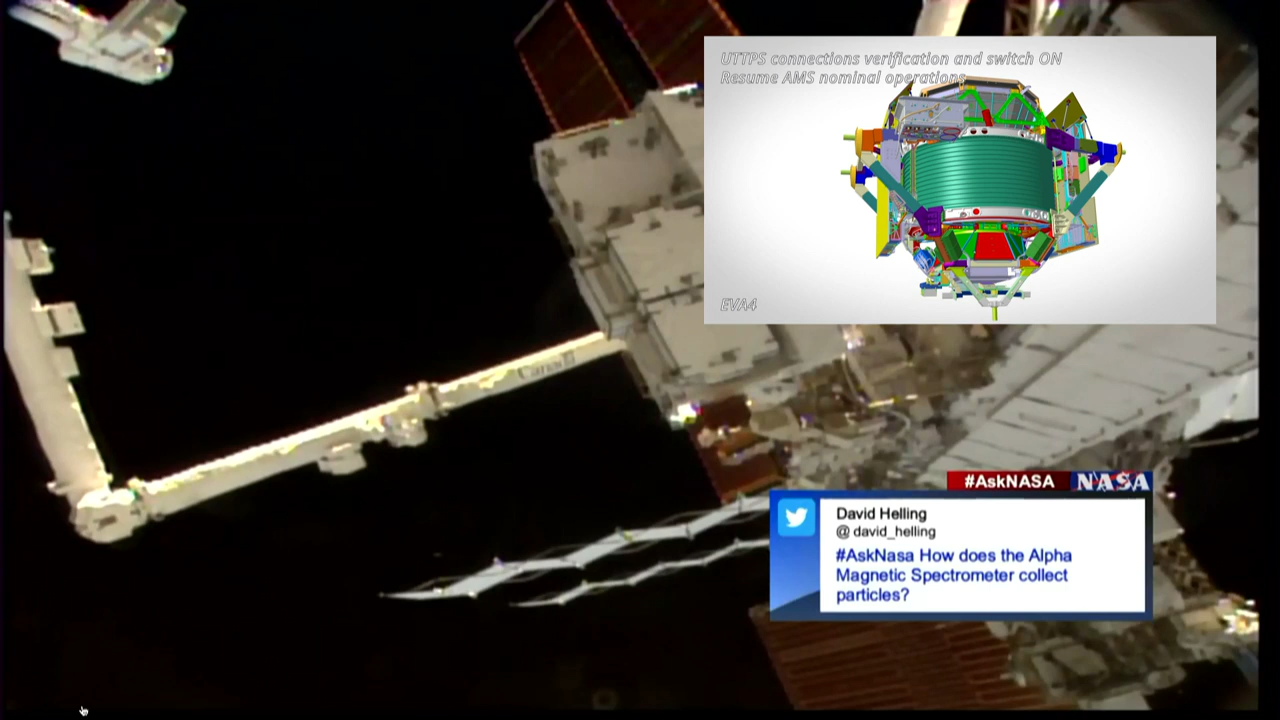 UTTPS connections verification and switch ON
Resume AMS nominal operations
EVA4
Canada
#AskNASA NASA
David Helling
@ david_helling
#AskNasa How does the Alpha
Magnetic Spectrometer collect
particles?